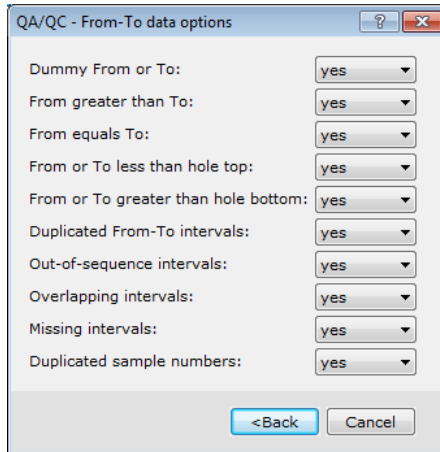 QA/QC - From-To data options
Dummy From or To: yes
From greater than To: yes
From equals To: yes
From or To less than hole top: yes
From or To greater than hole bottom: yes
Duplicated From-To intervals: yes
Out-of-sequence intervals: yes
Overlapping intervals: yes
Missing intervals: yes
Duplicated sample numbers: yes
<Back Cancel